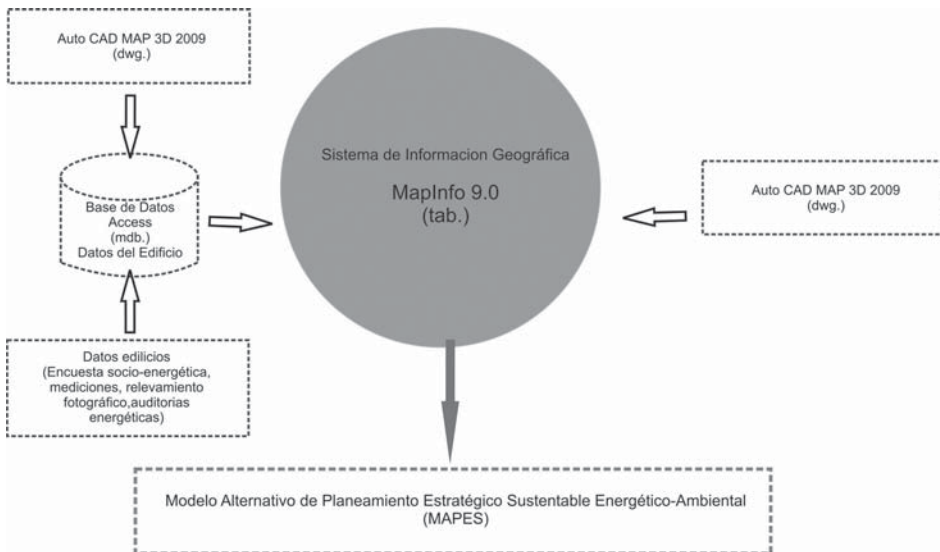 Auto CAD MAP 3D 2009
(dwg.)
Sistema de Informacion Geográfica
MapInfo 9.0
(tab.)
Auto CAD MAP 3D 2009
(dwg.)
Base de Datos
Access
(mdb.)
Datos del Edificio
Datos edilicios
(Encuesta socio-energética,
mediciones, relevamiento
fotográfico,auditorias
energéticas)
Modelo Alternativo de Planeamiento Estratégico Sustentable Energético-Ambiental
(MAPES)